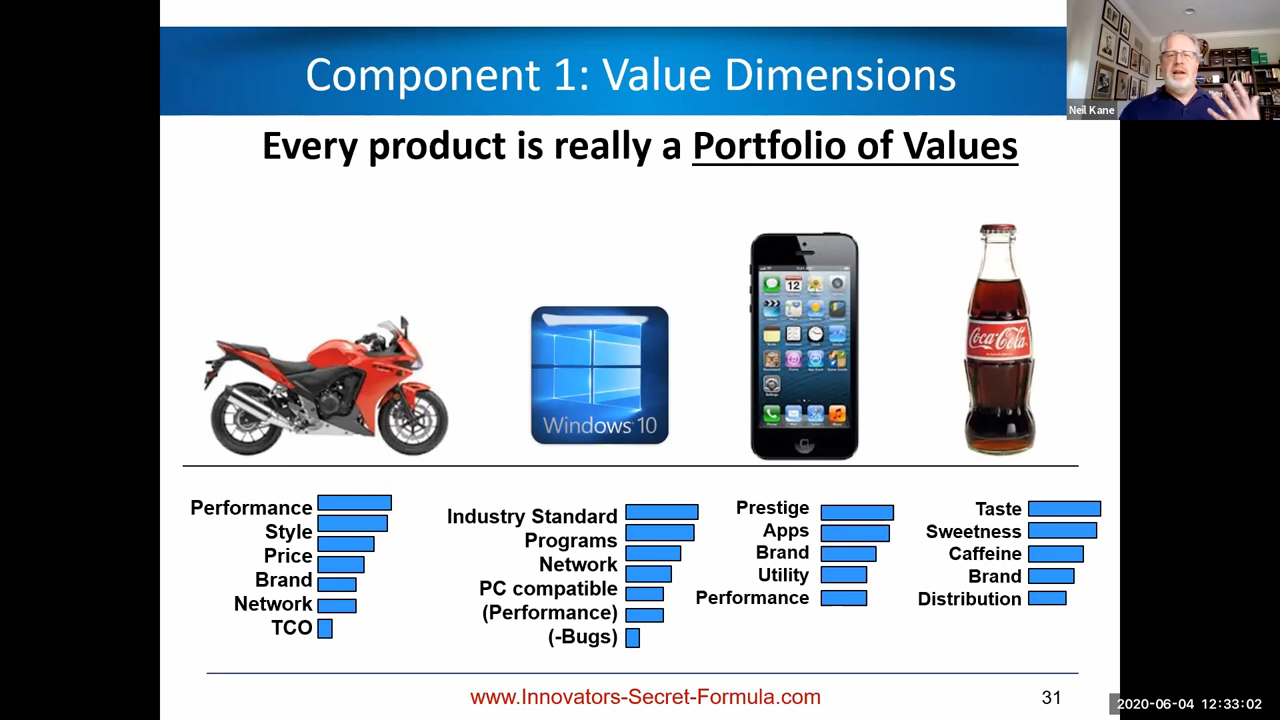 Component 1: Value Dimensions
Neil Kane
Every product is really a Portfolio of Values
12
Windows 10
Coca-Cola
Performance
Style
Price
Brand
Network
TCO
Industry Standard
Programs
Network
PC compatible
(Performance)
(-Bugs)
Prestige
Apps
Brand
Utility
Performance
Taste
Sweetness
Caffeine
Brand
Distribution
www.Innovators-Secret-Formula.com
31
2020-06-04 12:33:02